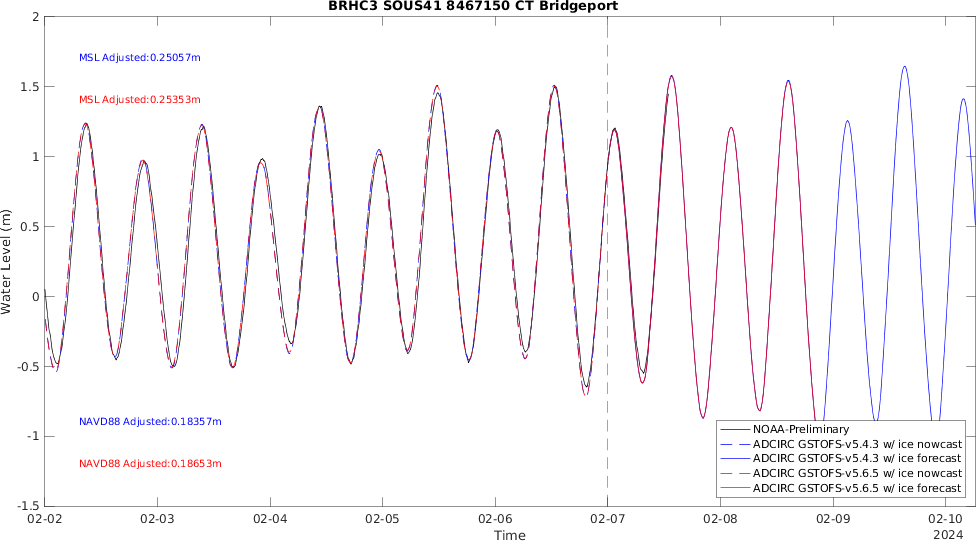 BRHC3 SOUS41 8467150 CT Bridgeport
2
1.5
1
0.5
0
-0.5
-1
-1.5
Water Level (m)
MSL Adjusted:0.25057m
MSL Adjusted:0.25353m
NAVD88 Adjusted:0.18357m
NAVD88 Adjusted:0.18653m
NOAA-Preliminary
ADCIRC GSTOFS-v5.4.3 w/ ice nowcast
ADCIRC GSTOFS-v5.4.3 w/ ice forecast
ADCIRC GSTOFS-v5.6.5 w/ ice nowcast
ADCIRC GSTOFS-v5.6.5 w/ ice forecast
02-02 02-03 02-04 02-05 02-06 02-07 02-08 02-09 02-10
Time
2024